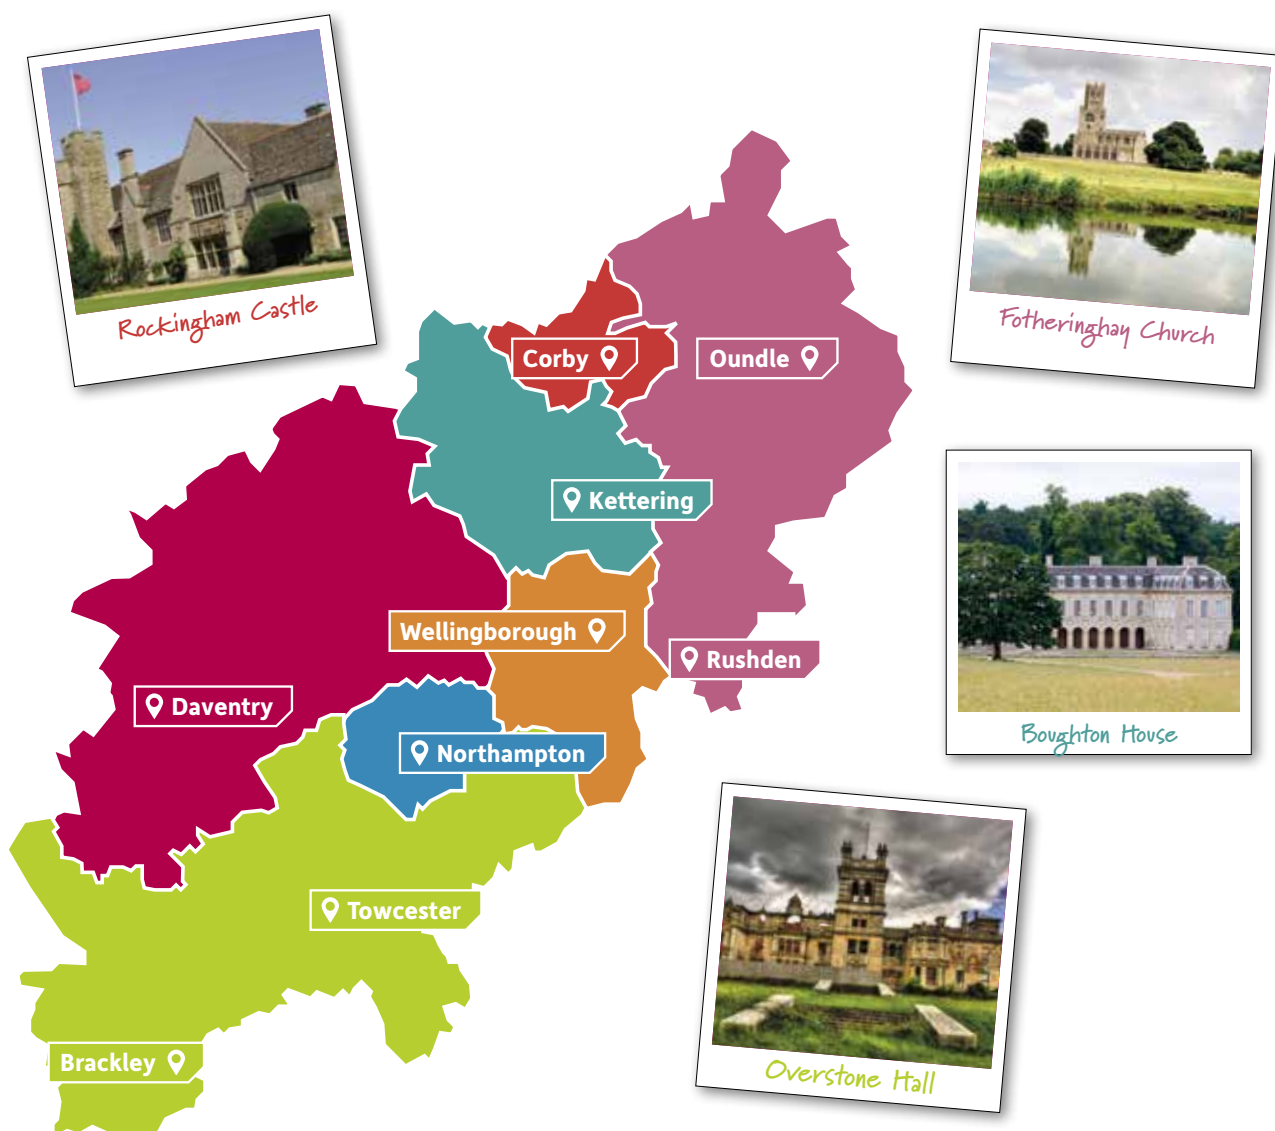 Rockingham Castle
Fotheringhay Church
Corby
Oundle
Kettering
Wellingborough
Rushden
Daventry
Northampton
Boughton House
Towcester
Brackley
Overstone Hall